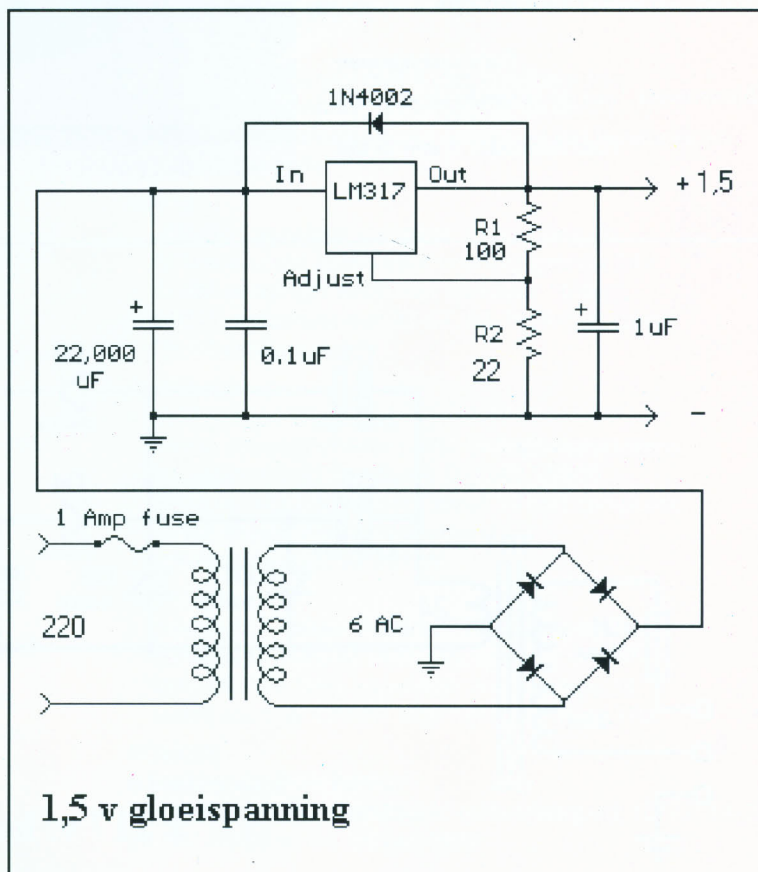 1N4002
In
LM317
Out
+ 1,5
R1
100
Adjust
+
22,000
uF
0.1uF
R2
22
+
1uF
-
1 Amp fuse
220
6 AC
1,5 v gloeispanning